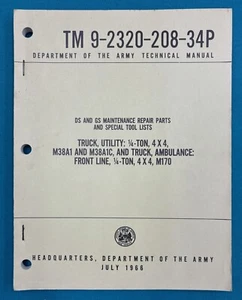 TM 9-2320-208-34P
DEPARTMENT OF THE ARMY TECHNICAL MANUAL
DS AND GS MAINTENANCE REPAIR PARTS
AND SPECIAL TOOL LISTS
TRUCK, UTILITY: ¼-TON, 4 X 4,
M38A1 AND M38A1C, AND TRUCK, AMBULANCE:
FRONT LINE, ¼-TON, 4 X 4, M170
HEADQUARTERS, DEPARTMENT OF THE ARMY
JULY 1966